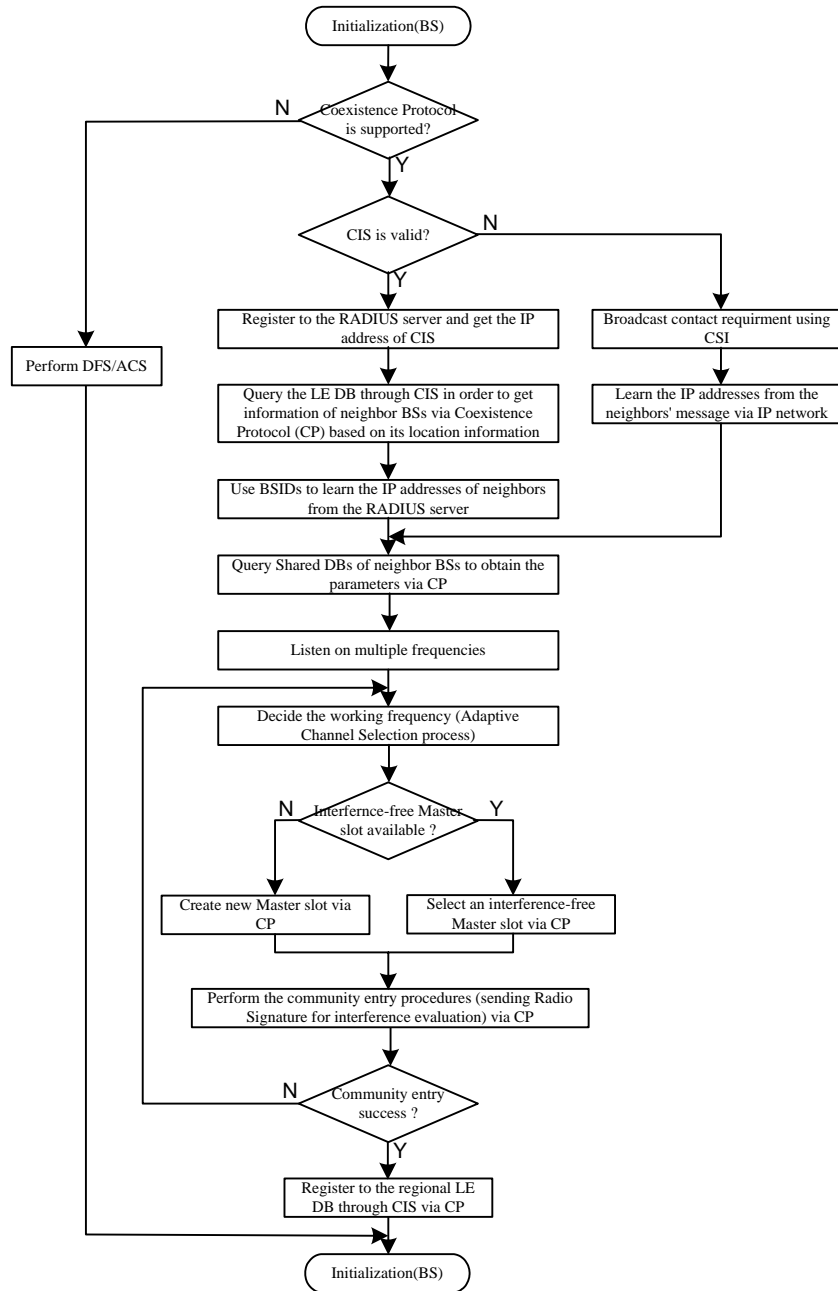 Initialization(BS)
N
Coexistence Protocol
is supported?
Y
CIS is valid?
N
Y
Register to the RADIUS server and get the IP
address of CIS
Broadcast contact requirment using
CSI
Perform DFS/ACS
Query the LE DB through CIS in order to get
information of neighbor BSs via Coexistence
Protocol (CP) based on its location information
Learn the IP addresses from the
neighbors' message via IP network
Use BSIDs to learn the IP addresses of neighbors
from the RADIUS server
Query Shared DBs of neighbor BSs to obtain the
parameters via CP
Listen on multiple frequencies
Decide the working frequency (Adaptive
Channel Selection process)
N
Interfernce-free Master
slot available ?
Y
Create new Master slot via
CP
Select an interference-free
Master slot via CP
Perform the community entry procedures (sending Radio
Signature for interference evaluation) via CP
N
Community entry
success ?
Y
Register to the regional LE
DB through CIS via CP
Initialization(BS)